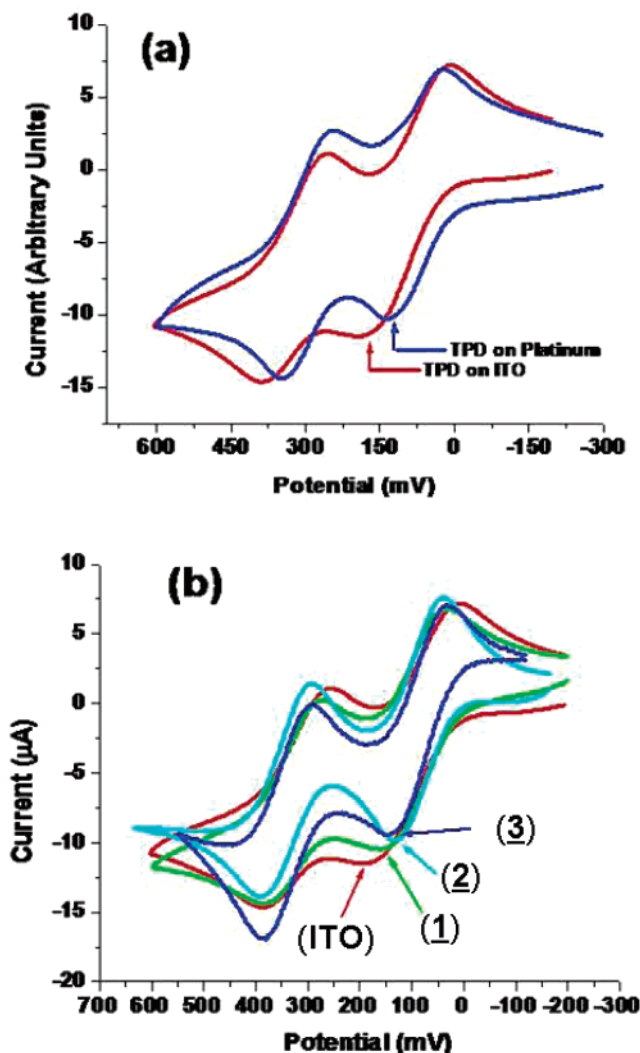 (a)
10
5
0
-5
-10
-15
Current (Arbitrary Units)
TPD on Platinum
TPD on ITO
600 450 300 150 0 -150 -300
Potential (mV)
(b)
10
5
0
-5
-10
-15
-20
Current (µA)
(3)
(2)
(1)
(ITO)
700 600 500 400 300 200 100 0 -100 -200 -300
Potential (mV)